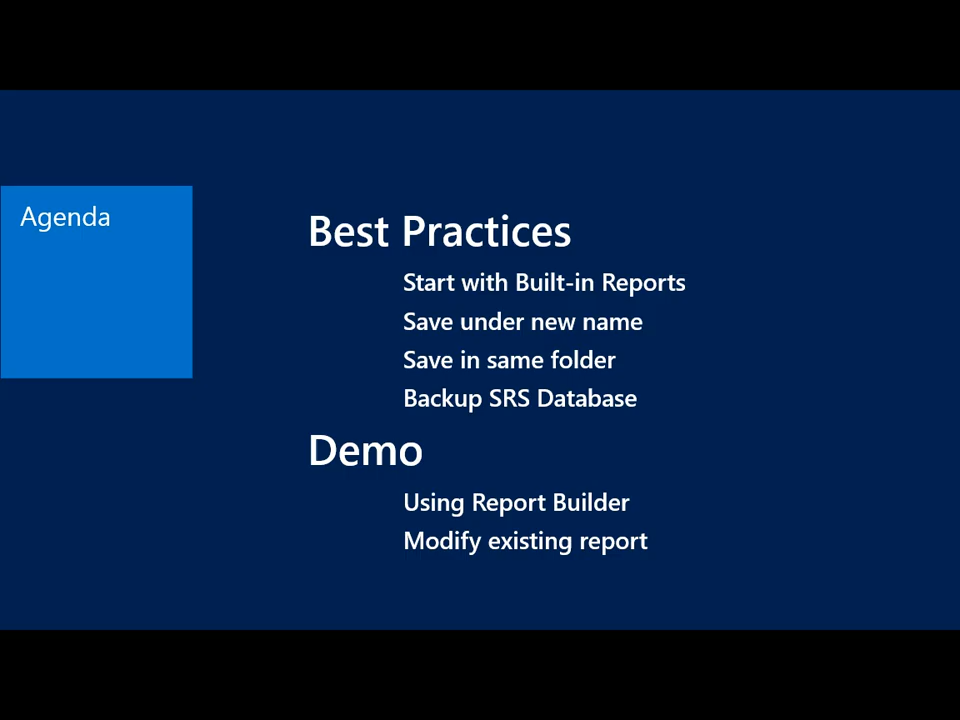 Agenda
Best Practices
Start with Built-in Reports
Save under new name
Save in same folder
Backup SRS Database
Demo
Using Report Builder
Modify existing report